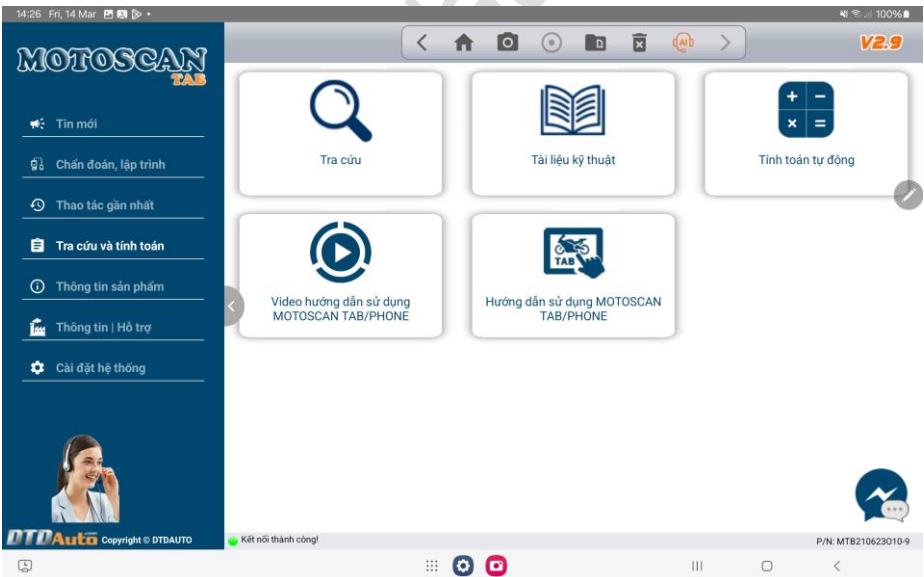 14:26 Fri, 14 Mar
100%
MOTOSCAN
TAB
V2.9
AI
D
Tin mới
Chẩn đoán, lập trình
Thao tác gần nhất
Tra cứu và tính toán
Thông tin sản phẩm
Thông tin | Hỗ trợ
Cài đặt hệ thống
Tra cứu
Tài liệu kỹ thuật
Tính toán tự động
Video hướng dẫn sử dụng
MOTOSCAN TAB/PHONE
TAB
Hướng dẫn sử dụng MOTOSCAN
TAB/PHONE
DTDAuto Copyright © DTDAUTO
Kết nối thành công!
P/N: MTB210623010-9